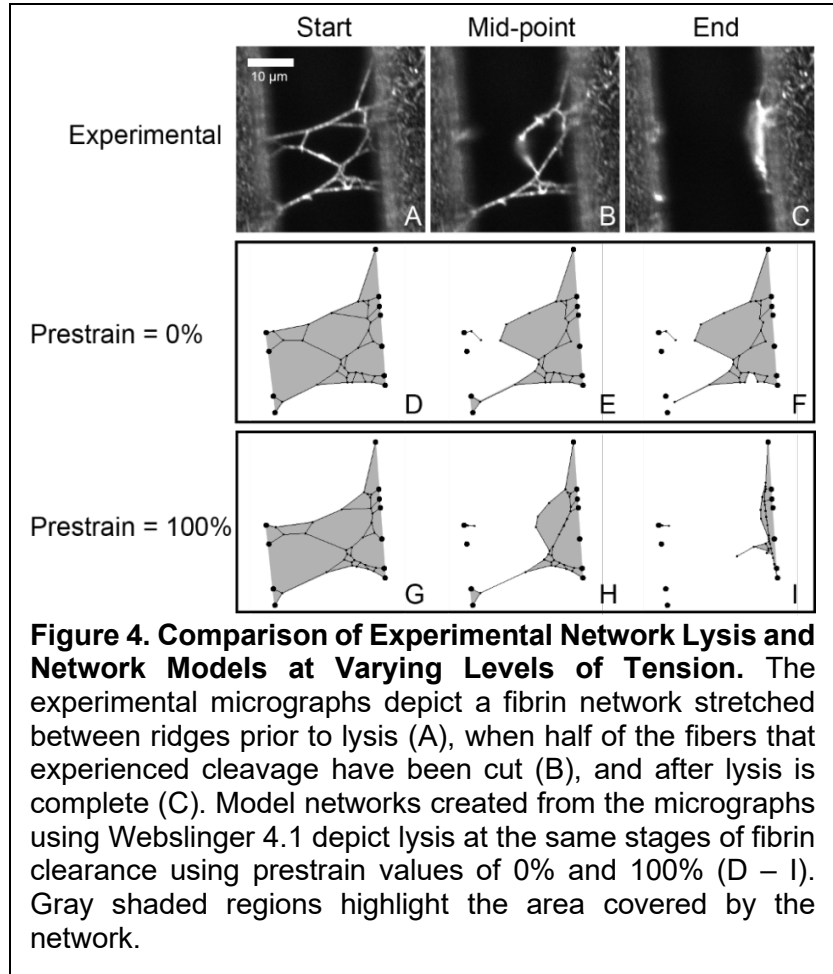 Start Mid-point End
10 µm
Experimental
A B C
Prestrain = 0%
D E F
Prestrain = 100%
G H I
Figure 4. Comparison of Experimental Network Lysis and
Network Models at Varying Levels of Tension. The
experimental micrographs depict a fibrin network stretched
between ridges prior to lysis (A), when half of the fibers that
experienced cleavage have been cut (B), and after lysis is
complete (C). Model networks created from the micrographs
using Webslinger 4.1 depict lysis at the same stages of fibrin
clearance using prestrain values of 0% and 100% (D – I).
Gray shaded regions highlight the area covered by the
network.